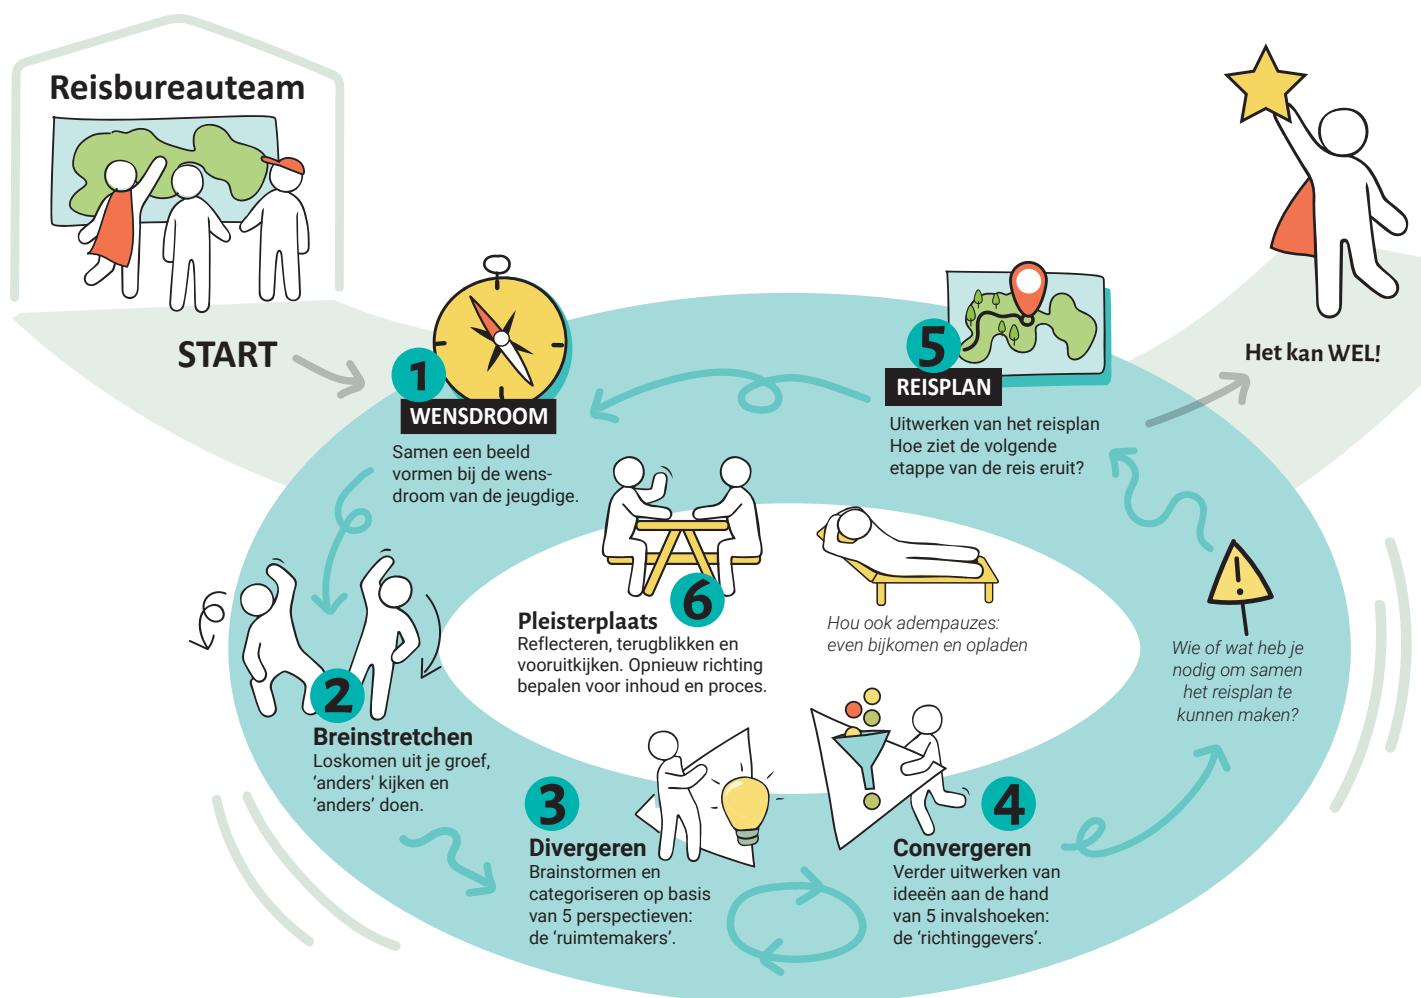 Reisbureauteam
START
1
WENSDROOM
Samen een beeld
vormen bij de wens-
droom van de jeugdige.
2
Breinstretchen
Loskomen uit je groef,
‘anders' kijken en
’anders’ doen.
3
Divergeren
Brainstormen en
categoriseren op basis
van 5 perspectieven:
de ‘ruimtemakers’.
4
Convergeren
Verder uitwerken van
ideeën aan de hand
van 5 invalshoeken:
de ‘richtinggevers’.
!
Wie of wat heb je
nodig om samen
het reisplan te
kunnen maken?
5
REISPLAN
Uitwerken van het reisplan
Hoe ziet de volgende
etappe van de reis eruit?
6
Pleisterplaats
Reflecteren, terugblikken en
vooruitkijken. Opnieuw richting
bepalen voor inhoud en proces.
Hou ook adempauzes:
even bijkomen en opladen
Het kan WEL!